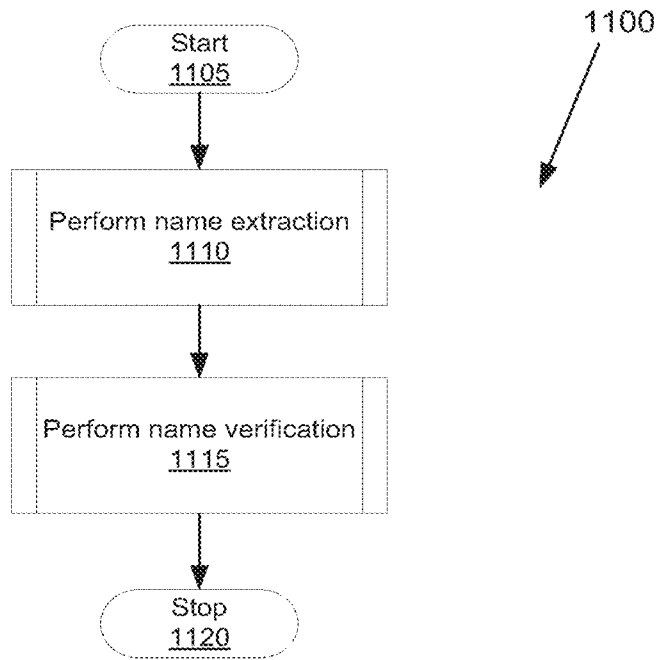 1100
Start
1105
Perform name extraction
1110
Perform name verification
1115
Stop
1120